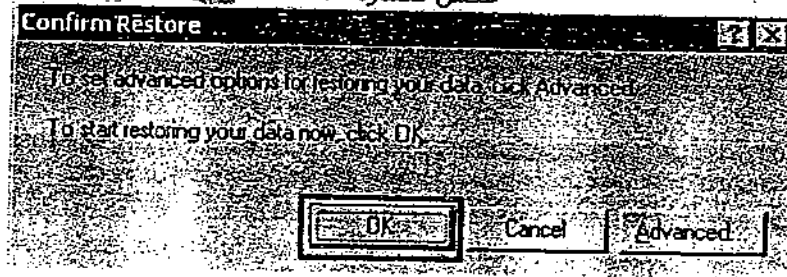 Confirm Restore
To set advanced options for restoring your data, click Advanced.
To start restoring your data now, click OK.
OK
Cancel
Advanced...